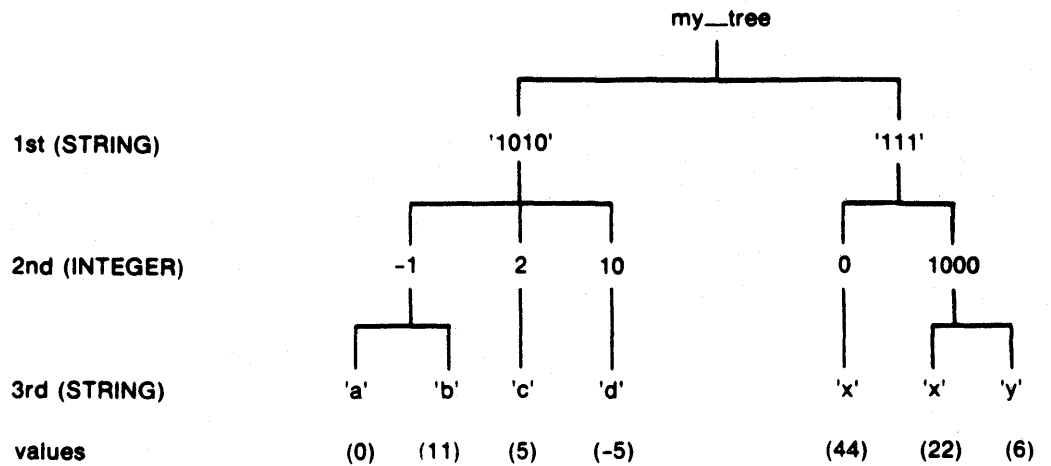 my__tree
1st (STRING) '1010' '111'
2nd (INTEGER) -1 2 10 0 1000
3rd (STRING) 'a' 'b' 'c' 'd' 'x' 'x' 'y'
values (0) (11) (5) (-5) (44) (22) (6)